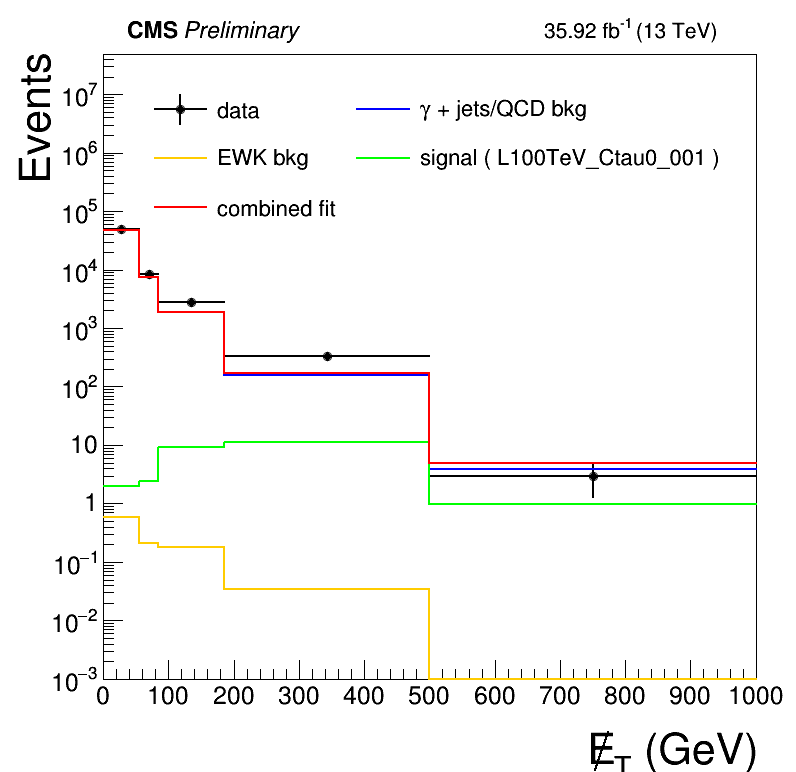 CMS Preliminary 35.92 fb⁻¹ (13 TeV)
Events
data
γ + jets/QCD bkg
EWK bkg
signal ( L100TeV_Ctau0_001 )
combined fit
10⁷
10⁶
10⁵
10⁴
10³
10²
10
1
10⁻¹
10⁻²
10⁻³
0 100 200 300 400 500 600 700 800 900 1000
E̸_T (GeV)